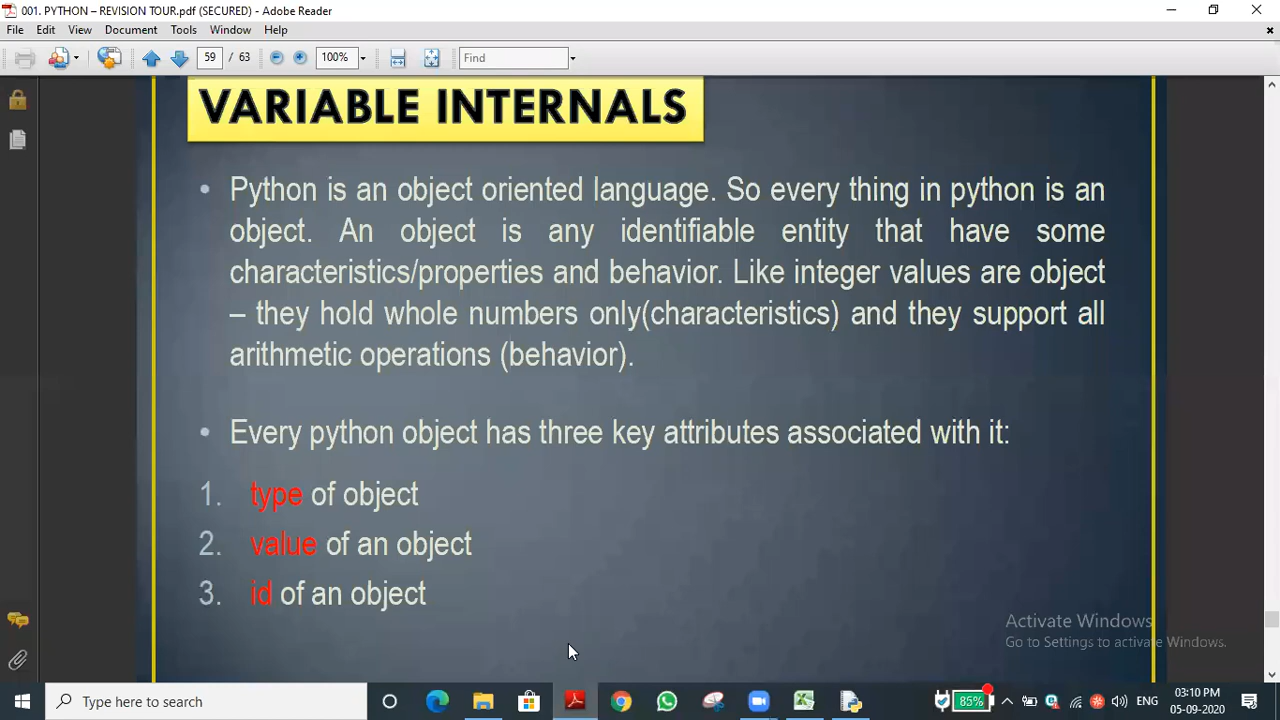 001. PYTHON – REVISION TOUR.pdf (SECURED) - Adobe Reader
File Edit View Document Tools Window Help
59 / 63 100% Find
VARIABLE INTERNALS
• Python is an object oriented language. So every thing in python is an
object. An object is any identifiable entity that have some
characteristics/properties and behavior. Like integer values are object
– they hold whole numbers only(characteristics) and they support all
arithmetic operations (behavior).
• Every python object has three key attributes associated with it:
1. type of object
2. value of an object
3. id of an object
Activate Windows
Go to Settings to activate Windows.
Type here to search
85%
ENG
03:10 PM
05-09-2020